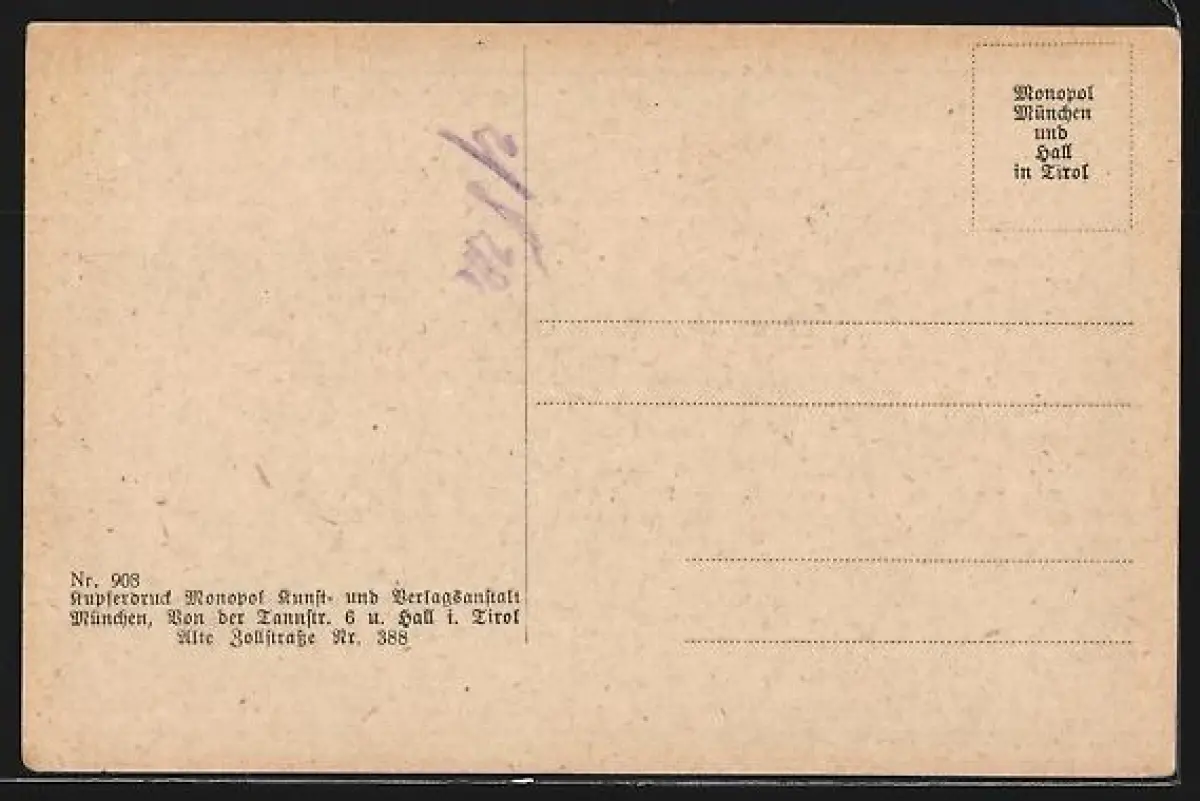 Monopol
München
und
Hall
in Tirol
Nr. 903
Kupferdruck Monopol Kunst- und Verlagsanstalt
München, Von der Tannstr. 6 u. Hall i. Tirol
Alte Zollstraße Nr. 388